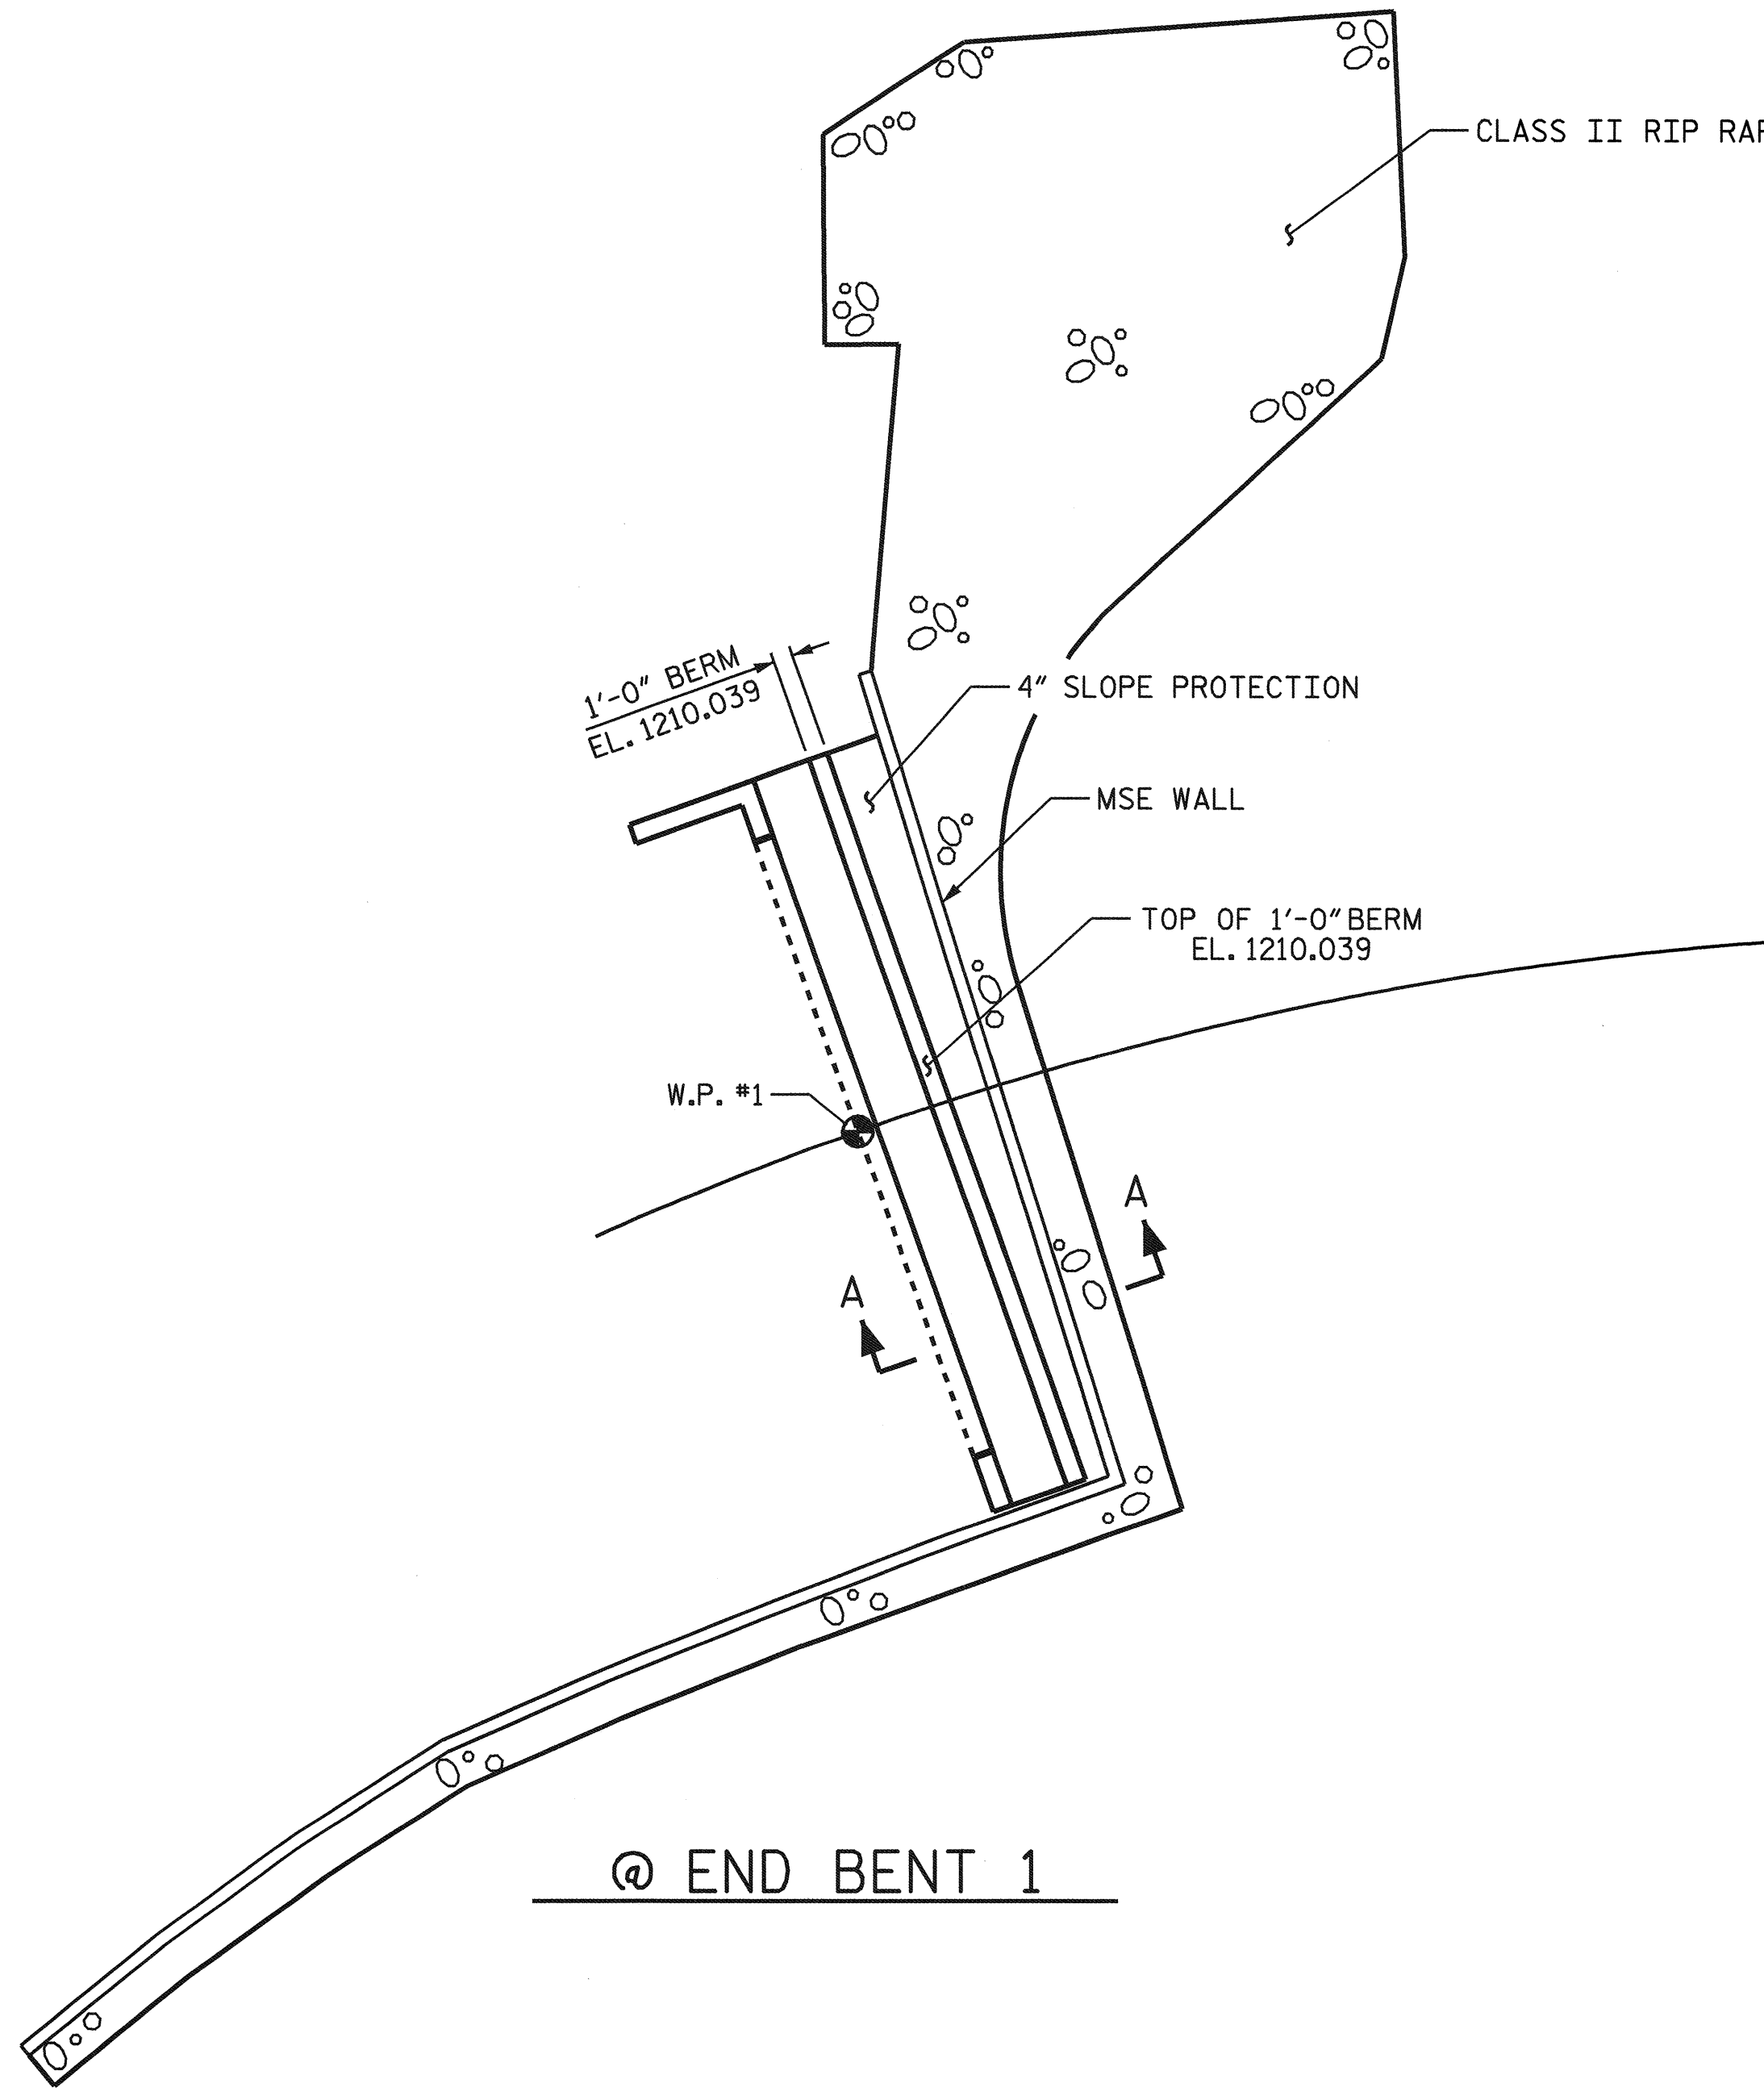 CLASS II RIP RAP
1'-0" BERM
EL. 1210.039
4" SLOPE PROTECTION
MSE WALL
TOP OF 1'-0" BERM
EL. 1210.039
W.P. #1
A
A
@ END BENT 1